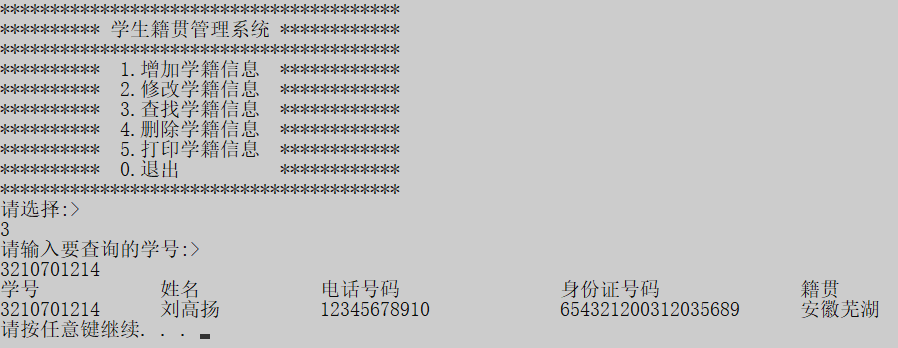 ****************************************
********** 学生籍贯管理系统 ************
****************************************
********** 1.增加学籍信息 ************
********** 2.修改学籍信息 ************
********** 3.查找学籍信息 ************
********** 4.删除学籍信息 ************
********** 5.打印学籍信息 ************
********** 0.退出 ************
****************************************
请选择:>
3
请输入要查询的学号:>
3210701214
学号 姓名 电话号码 身份证号码 籍贯
3210701214 刘高扬 12345678910 654321200312035689 安徽芜湖
请按任意键继续. . .